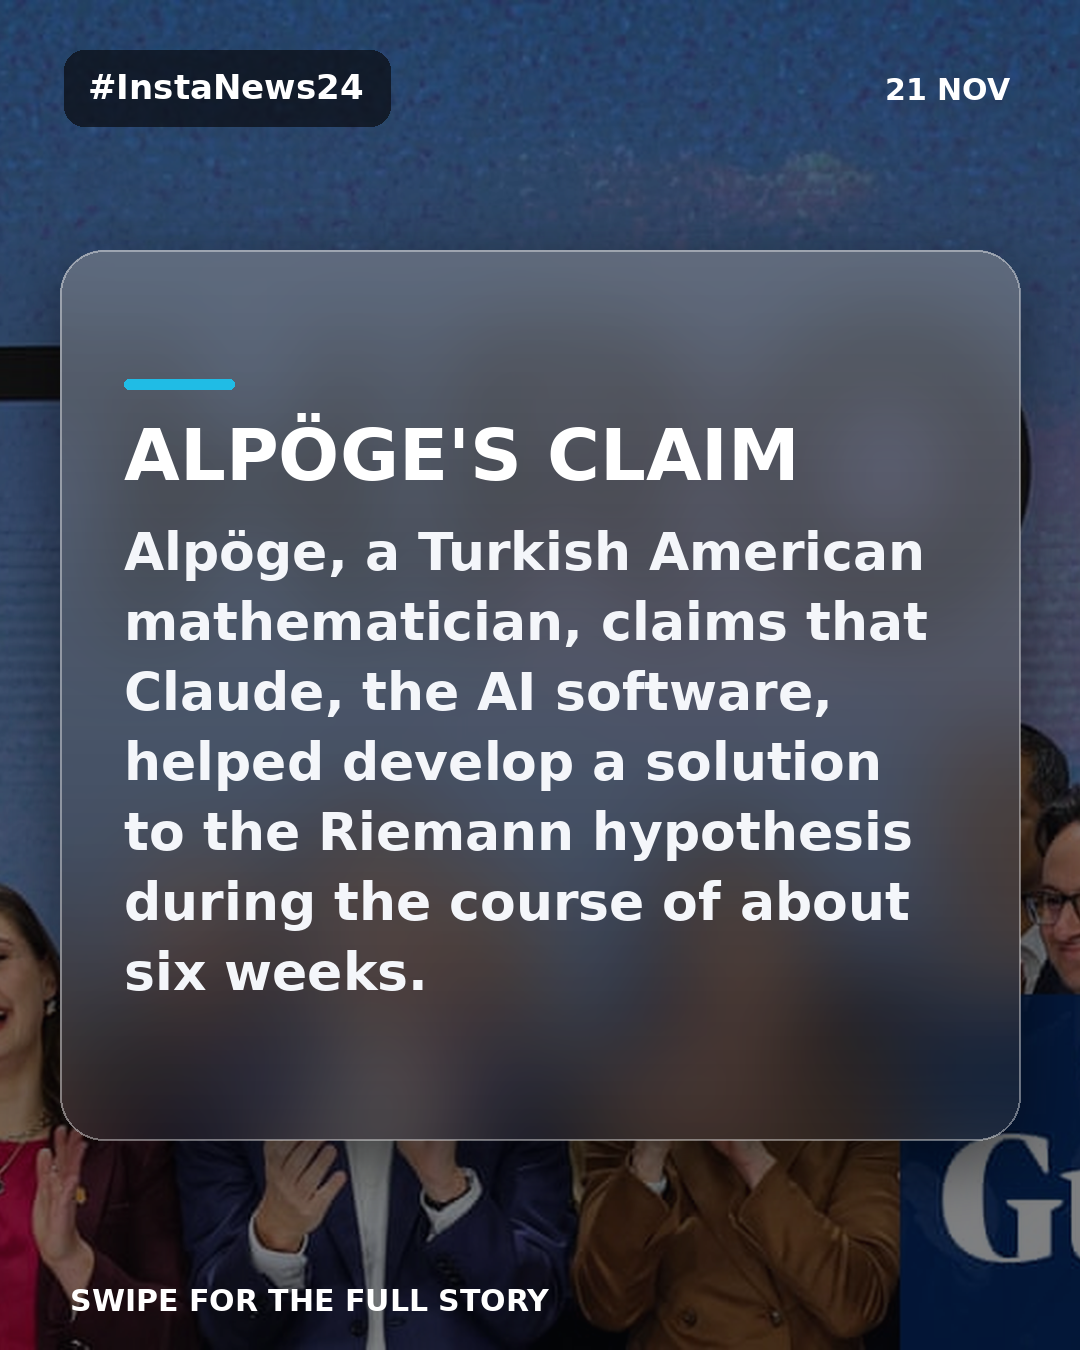 #InstaNews24
21 NOV
ALPÖGE'S CLAIM
Alpöge, a Turkish American
mathematician, claims that
Claude, the AI software,
helped develop a solution
to the Riemann hypothesis
during the course of about
six weeks.
SWIPE FOR THE FULL STORY